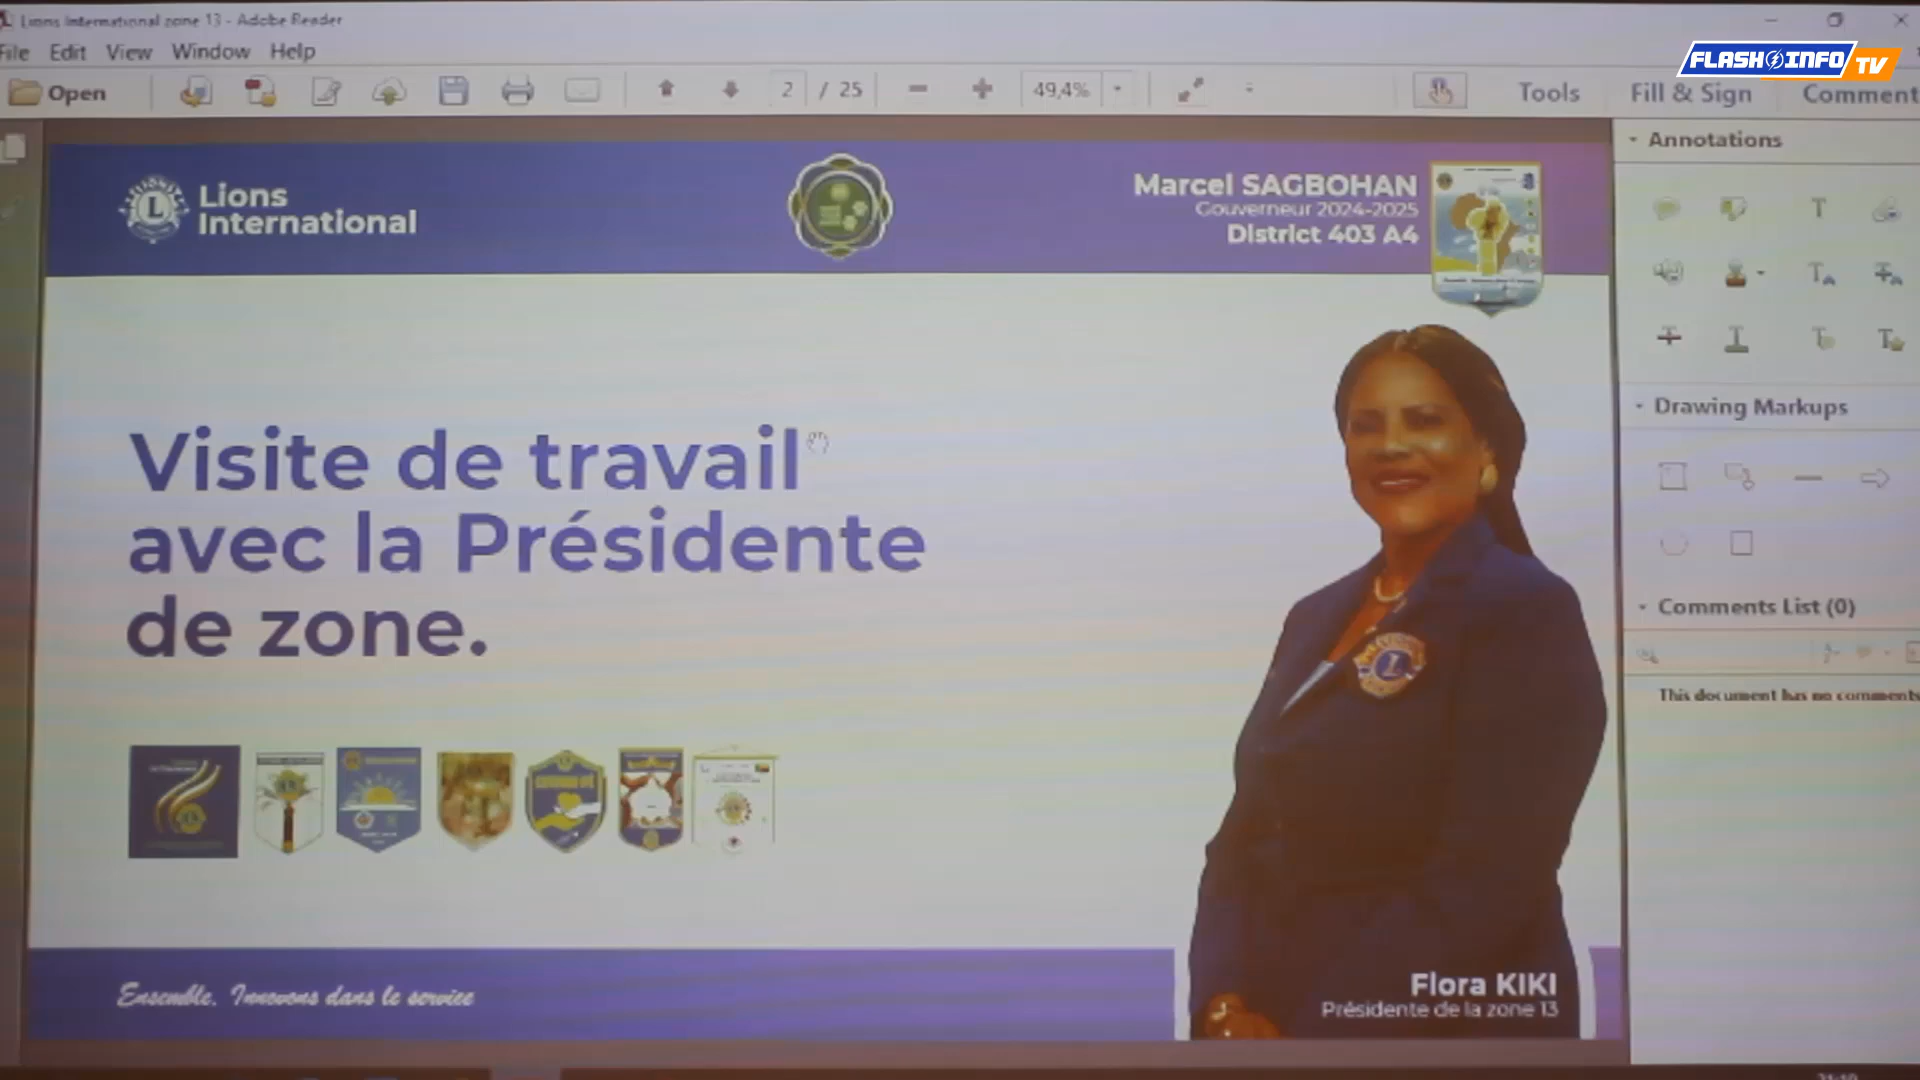 Lions International zone 13 - Adobe Reader
File Edit View Window Help
FLASH INFO TV
Open 2 / 25 49,4% Tools Fill & Sign Comment
Annotations
Lions
International
Marcel SAGBOHAN
Gouverneur 2024-2025
District 403 A4
Visite de travail
avec la Présidente
de zone.
Drawing Markups
Comments List (0)
This document has no comments
Ensemble, Innovons dans le service
Flora KIKI
Présidente de la zone 13